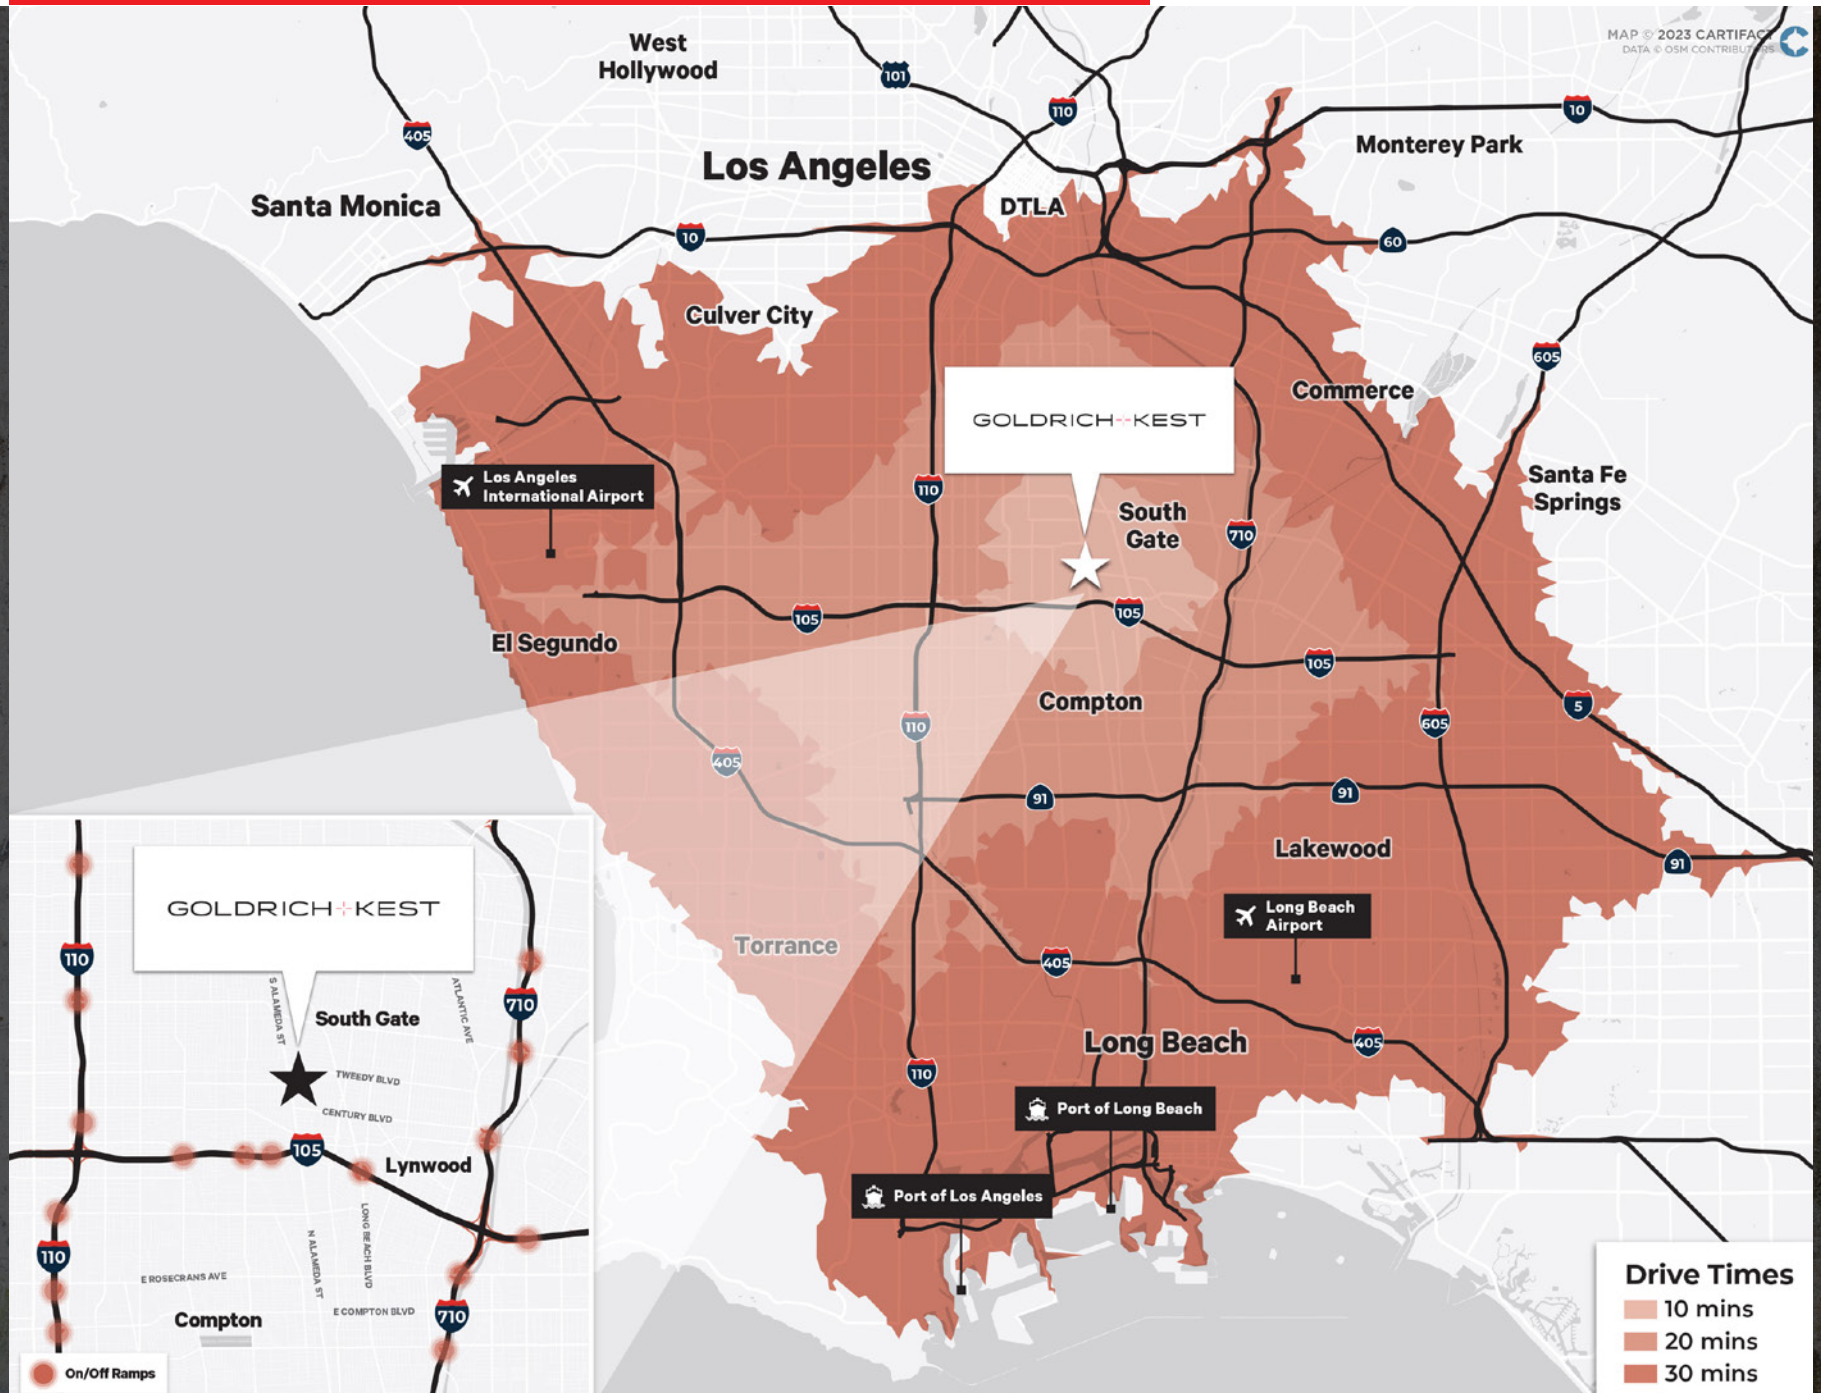 MAP © 2023 CARTIFACT
DATA © OSM CONTRIBUTORS
West
Hollywood
101
110
10
405
Monterey Park
Los Angeles
Santa Monica
DTLA
10
60
Culver City
605
Commerce
GOLDRICH KEST
Los Angeles
International Airport
110
Santa Fe
Springs
South
Gate
710
105
105
El Segundo
105
Compton
5
110
605
405
91
91
Lakewood
91
Long Beach
Airport
Torrance
405
Long Beach
405
110
Port of Long Beach
Port of Los Angeles
GOLDRICH KEST
110
S ALAMEDA ST
ATLANTIC AVE
710
South Gate
TWEEDY BLVD
CENTURY BLVD
105
Lynwood
LONG BEACH BLVD
N ALAMEDA ST
110
E ROSECRANS AVE
E COMPTON BLVD
Compton
710
On/Off Ramps
Drive Times
10 mins
20 mins
30 mins